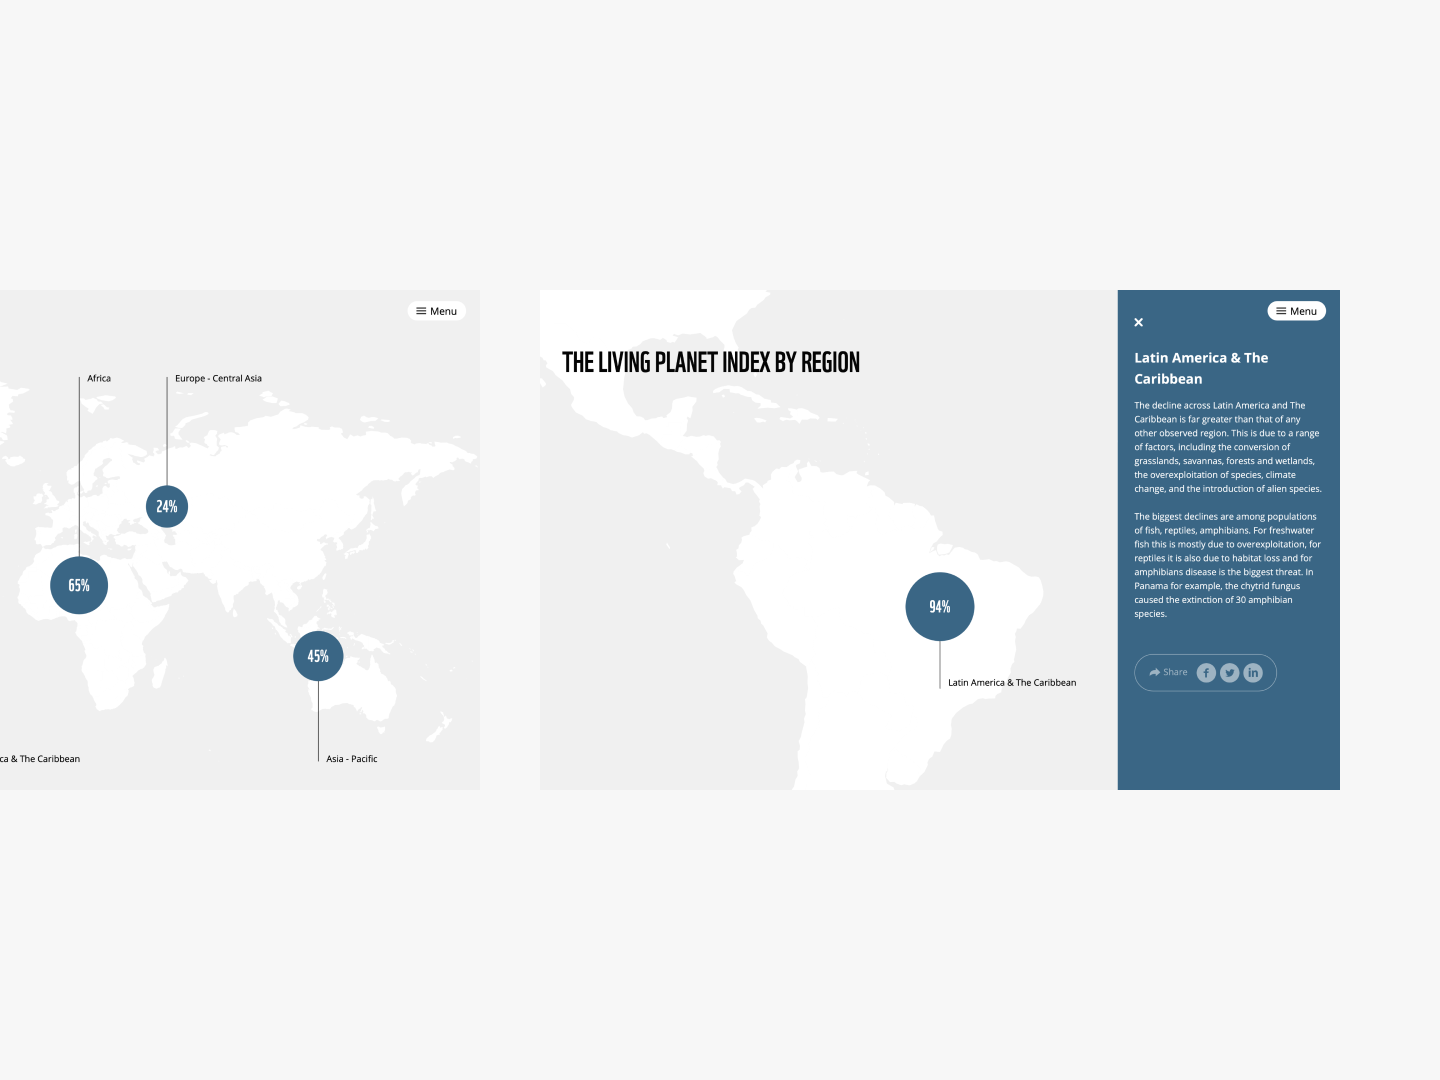 Menu
Africa
Europe - Central Asia
24%
65%
45%
ca & The Caribbean
Asia - Pacific
THE LIVING PLANET INDEX BY REGION
94%
Latin America & The Caribbean
Menu
Latin America & The
Caribbean
The decline across Latin America and The
Caribbean is far greater than that of any
other observed region. This is due to a range
of factors, including the conversion of
grasslands, savannas, forests and wetlands,
the overexploitation of species, climate
change, and the introduction of alien species.
The biggest declines are among populations
of fish, reptiles, amphibians. For freshwater
fish this is mostly due to overexploitation, for
reptiles it is also due to habitat loss and for
amphibians disease is the biggest threat. In
Panama for example, the chytrid fungus
caused the extinction of 30 amphibian
species.
Share